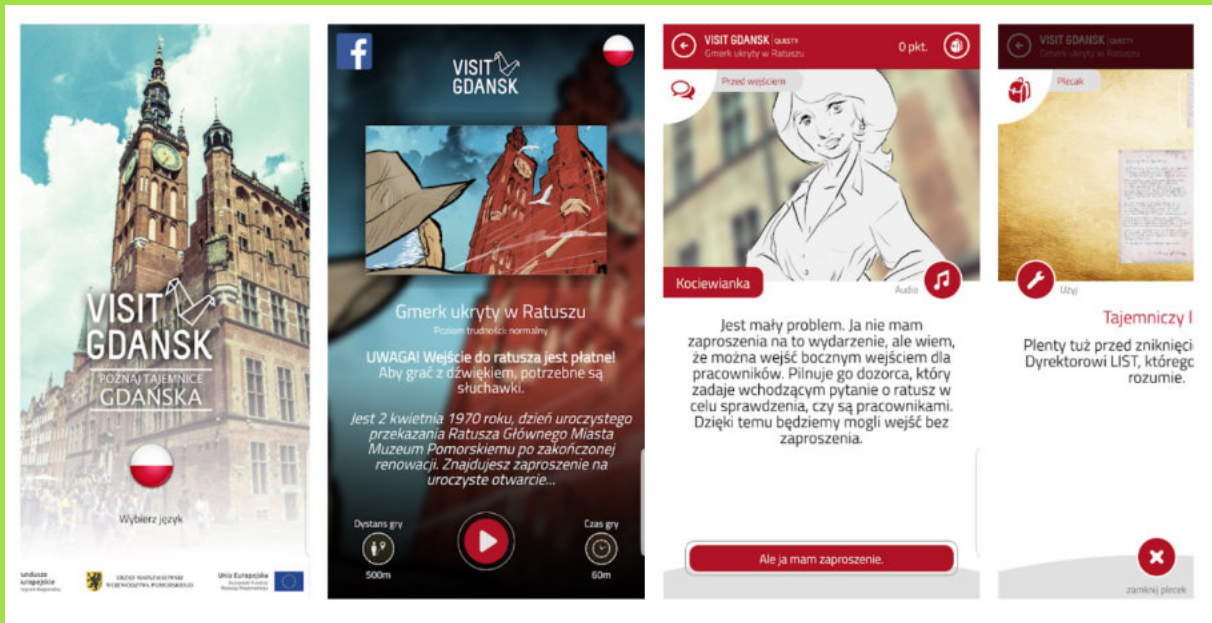 VISIT
GDANSK
POZNAJ TAJEMNICE
GDAŃSKA
Wybierz język
URZĄD MARSZAŁKOWSKI
WOJEWÓDZTWA POMORSKIEGO
Unia Europejska
VISIT
GDANSK
Gmerk ukryty w Ratuszu
Poziom trudności: normalny
UWAGA! Wejście do ratusza jest płatne!
Aby grać z dźwiękiem, potrzebne są
słuchawki.
Jest 2 kwietnia 1970 roku, dzień uroczystego
przekazania Ratusza Głównego Miasta
Muzeum Pomorskiemu po zakończonej
renowacji. Znajdujesz zaproszenie na
uroczyste otwarcie...
Dystans gry
500m
Czas gry
60m
VISIT GDANSK | QUESTY
Gmerk ukryty w Ratuszu
0 pkt.
Przed wejściem
Kociewianka
Audio
Jest mały problem. Ja nie mam
zaproszenia na to wydarzenie, ale wiem,
że można wejść bocznym wejściem dla
pracowników. Pilnuje go dozorca, który
zadaje wchodzącym pytanie o ratusz w
celu sprawdzenia, czy są pracownikami.
Dzięki temu będziemy mogli wejść bez
zaproszenia.
Ale ja mam zaproszenie.
VISIT GDANSK | QUESTY
Gmerk ukryty w Ratuszu
Plecak
Użyj
Tajemniczy l
Plenty tuż przed zniknięci
Dyrektorowi LIST, któreg
rozumie.
zamknij plecak